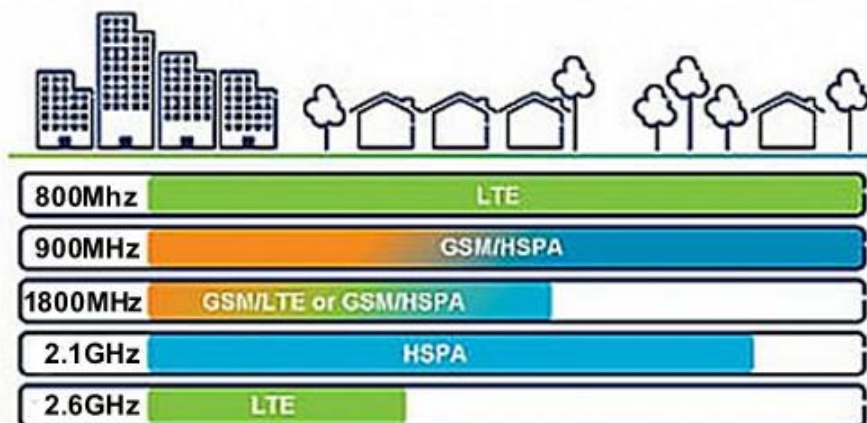 800Mhz LTE
900MHz GSM/HSPA
1800MHz GSM/LTE or GSM/HSPA
2.1GHz HSPA
2.6GHz LTE